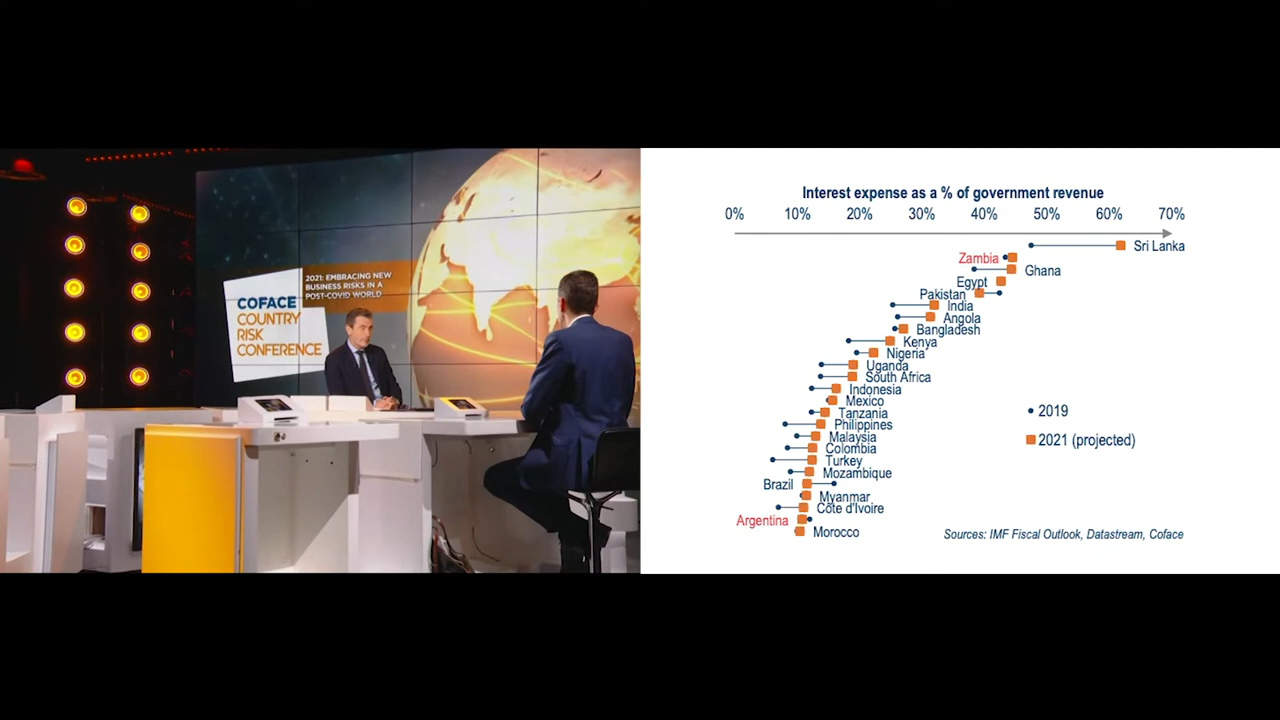 2021: EMBRACING NEW
BUSINESS RISKS IN A
POST-COVID WORLD
COFACE
COUNTRY
RISK
CONFERENCE
Interest expense as a % of government revenue
0% 10% 20% 30% 40% 50% 60% 70%
Sri Lanka
Zambia
Ghana
Egypt
Pakistan
India
Angola
Bangladesh
Kenya
Nigeria
Uganda
South Africa
Indonesia
Mexico
Tanzania
Philippines
Malaysia
Colombia
Turkey
Mozambique
Brazil
Myanmar
Côte d'Ivoire
Argentina
Morocco
2019
2021 (projected)
Sources: IMF Fiscal Outlook, Datastream, Coface